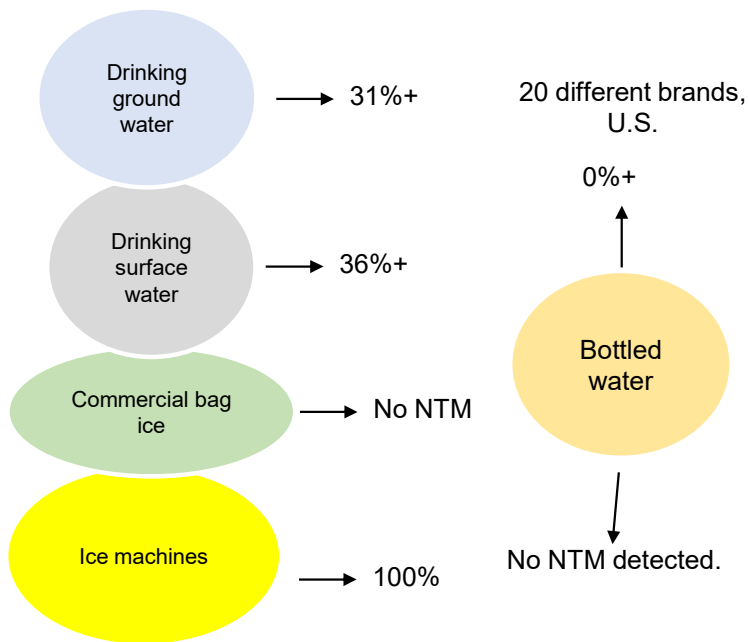 Drinking
ground
water
31%+
Drinking
surface
water
36%+
Commercial bag
ice
No NTM
Ice machines
100%
20 different brands,
U.S.
0%+
Bottled
water
No NTM detected.